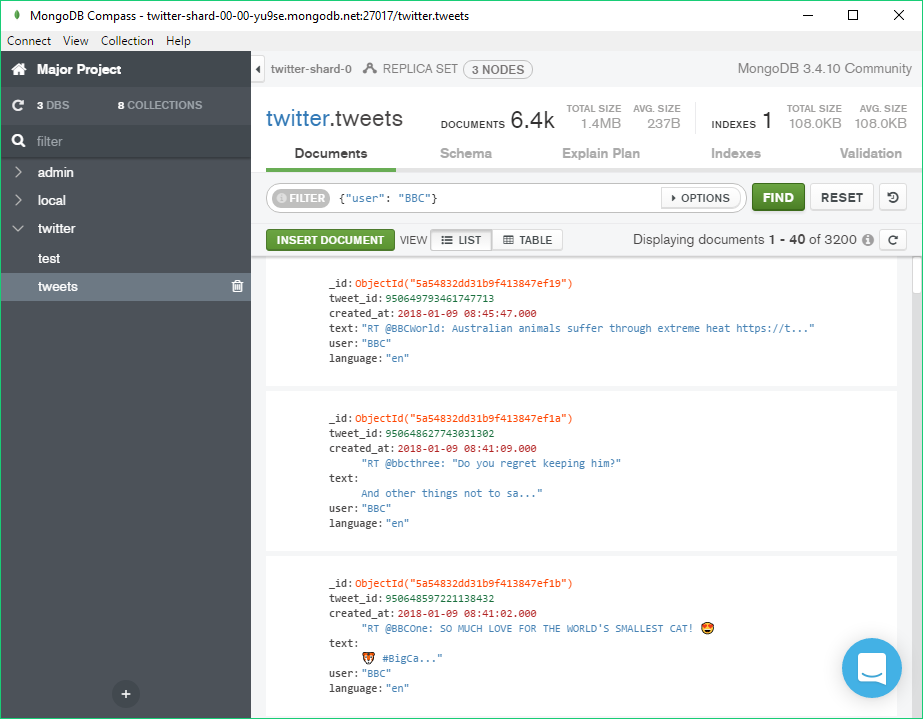 MongoDB Compass - twitter-shard-00-00-yu9se.mongodb.net:27017/twitter.tweets
Connect View Collection Help
Major Project
3 DBS 8 COLLECTIONS
filter
admin
local
twitter
test
tweets
twitter-shard-0 REPLICA SET 3 NODES MongoDB 3.4.10 Community
twitter.tweets DOCUMENTS 6.4k TOTAL SIZE 1.4MB AVG. SIZE 237B INDEXES 1 TOTAL SIZE 108.0KB AVG. SIZE 108.0KB
Documents Schema Explain Plan Indexes Validation
FILTER {"user": "BBC"} OPTIONS FIND RESET
INSERT DOCUMENT VIEW LIST TABLE Displaying documents 1 - 40 of 3200
_id: ObjectId("5a54832dd31b9f413847ef19")
tweet_id: 950649793461747713
created_at: 2018-01-09 08:45:47.000
text: "RT @BBCWorld: Australian animals suffer through extreme heat https://t..."
user: "BBC"
language: "en"
_id: ObjectId("5a54832dd31b9f413847ef1a")
tweet_id: 950648627743031302
created_at: 2018-01-09 08:41:09.000
"RT @bbcthree: "Do you regret keeping him?"
text:
And other things not to sa..."
user: "BBC"
language: "en"
_id: ObjectId("5a54832dd31b9f413847ef1b")
tweet_id: 950648597221138432
created_at: 2018-01-09 08:41:02.000
"RT @BBCOne: SO MUCH LOVE FOR THE WORLD'S SMALLEST CAT! 😍
text:
🐯 #BigCa..."
user: "BBC"
language: "en"